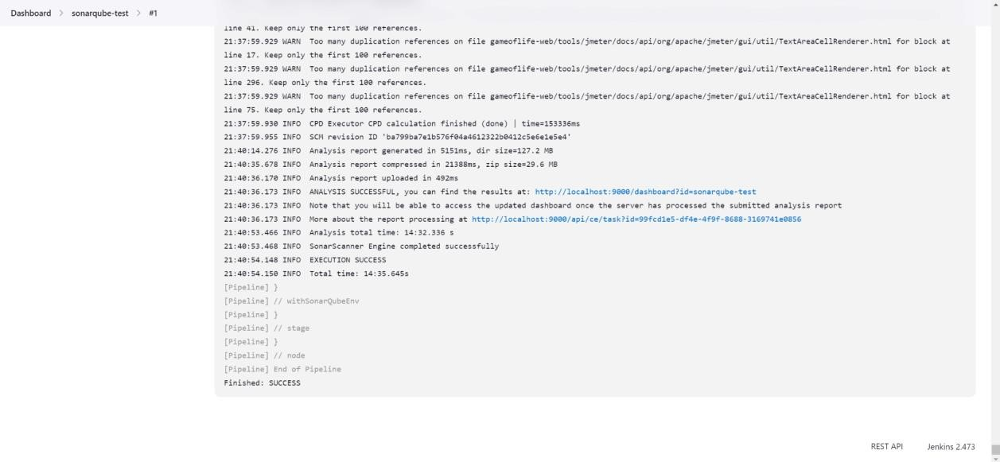 Dashboard > sonarqube-test > #1
line 41. Keep only the first 100 references.
21:37:59.929 WARN Too many duplication references on file gameoflife-web/tools/jmeter/docs/api/org/apache/jmeter/gui/util/TextAreaCellRenderer.html for block at
line 17. Keep only the first 100 references.
21:37:59.929 WARN Too many duplication references on file gameoflife-web/tools/jmeter/docs/api/org/apache/jmeter/gui/util/TextAreaCellRenderer.html for block at
line 296. Keep only the first 100 references.
21:37:59.929 WARN Too many duplication references on file gameoflife-web/tools/jmeter/docs/api/org/apache/jmeter/gui/util/TextAreaCellRenderer.html for block at
line 75. Keep only the first 100 references.
21:37:59.930 INFO CPD Executor CPD calculation finished (done) | time=153336ms
21:37:59.955 INFO SCM revision ID 'ba799ba7e1b576f04a4612322b0412c5e6e1e5e4'
21:40:14.276 INFO Analysis report generated in 5151ms, dir size=127.2 MB
21:40:35.678 INFO Analysis report compressed in 21388ms, zip size=29.6 MB
21:40:36.170 INFO Analysis report uploaded in 492ms
21:40:36.173 INFO ANALYSIS SUCCESSFUL, you can find the results at: http://localhost:9000/dashboard?id=sonarqube-test
21:40:36.173 INFO Note that you will be able to access the updated dashboard once the server has processed the submitted analysis report
21:40:36.173 INFO More about the report processing at http://localhost:9000/api/ce/task?id=99fcd1e5-df4e-4f9f-8688-3169741e0856
21:40:53.466 INFO Analysis total time: 14:32.336 s
21:40:53.468 INFO SonarScanner Engine completed successfully
21:40:54.148 INFO EXECUTION SUCCESS
21:40:54.150 INFO Total time: 14:35.645s
[Pipeline] }
[Pipeline] // withSonarQubeEnv
[Pipeline] }
[Pipeline] // stage
[Pipeline] }
[Pipeline] // node
[Pipeline] End of Pipeline
Finished: SUCCESS
REST API Jenkins 2.473